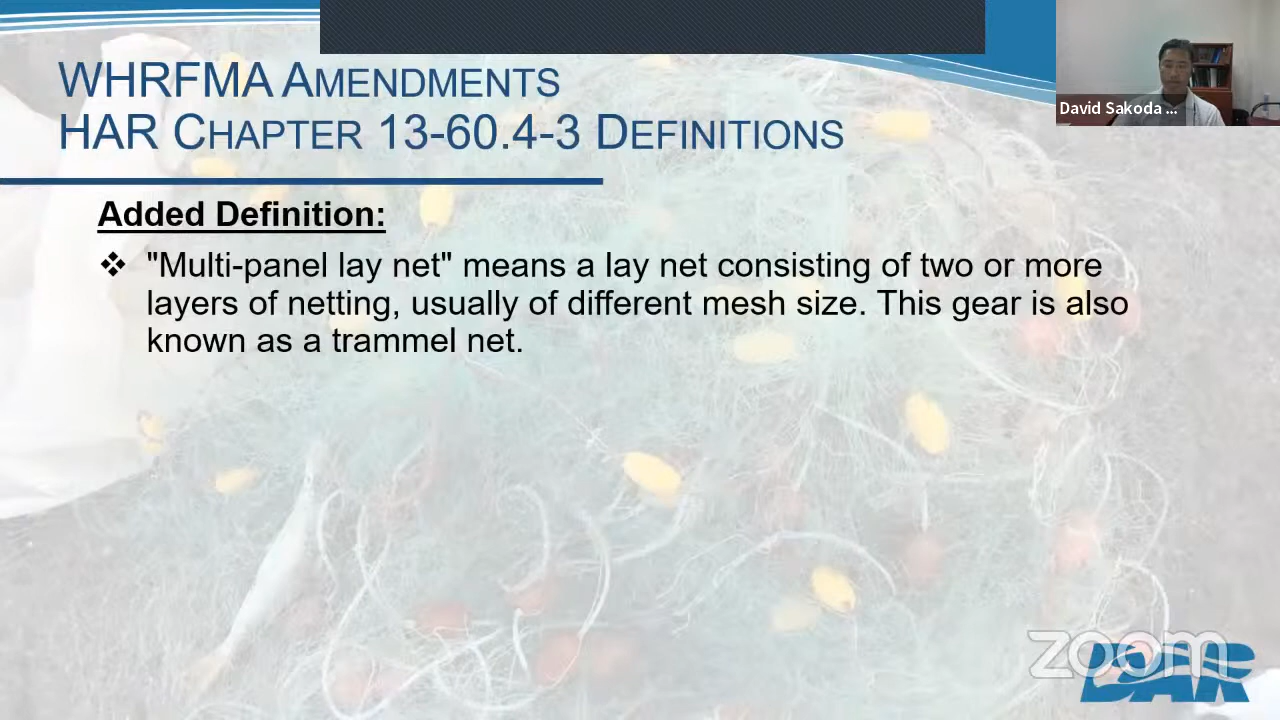 WHRFMA AMENDMENTS
HAR CHAPTER 13-60.4-3 DEFINITIONS
David Sakoda ...
Added Definition:
❖ "Multi-panel lay net" means a lay net consisting of two or more
layers of netting, usually of different mesh size. This gear is also
known as a trammel net.
zoom
DAR